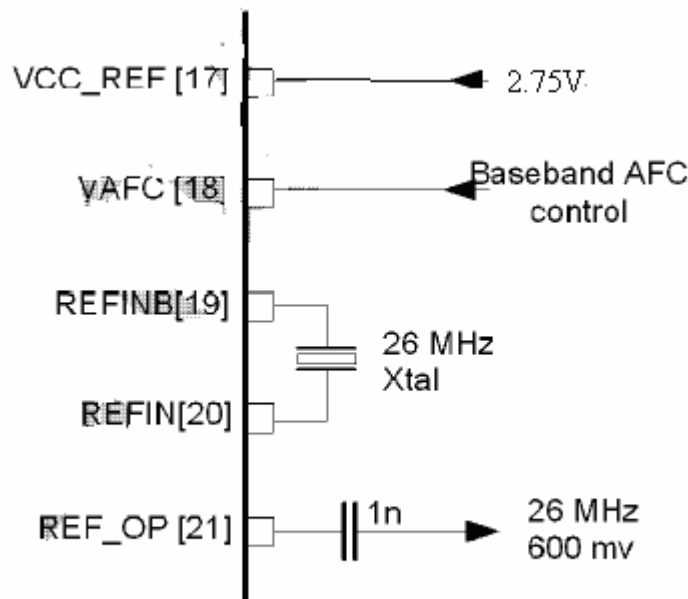 VCC_REF [17]
2.75V
VAFC [18]
Baseband AFC
control
REFINB[19]
26 MHz
Xtal
REFIN[20]
REF_OP [21]
1n
26 MHz
600 mv